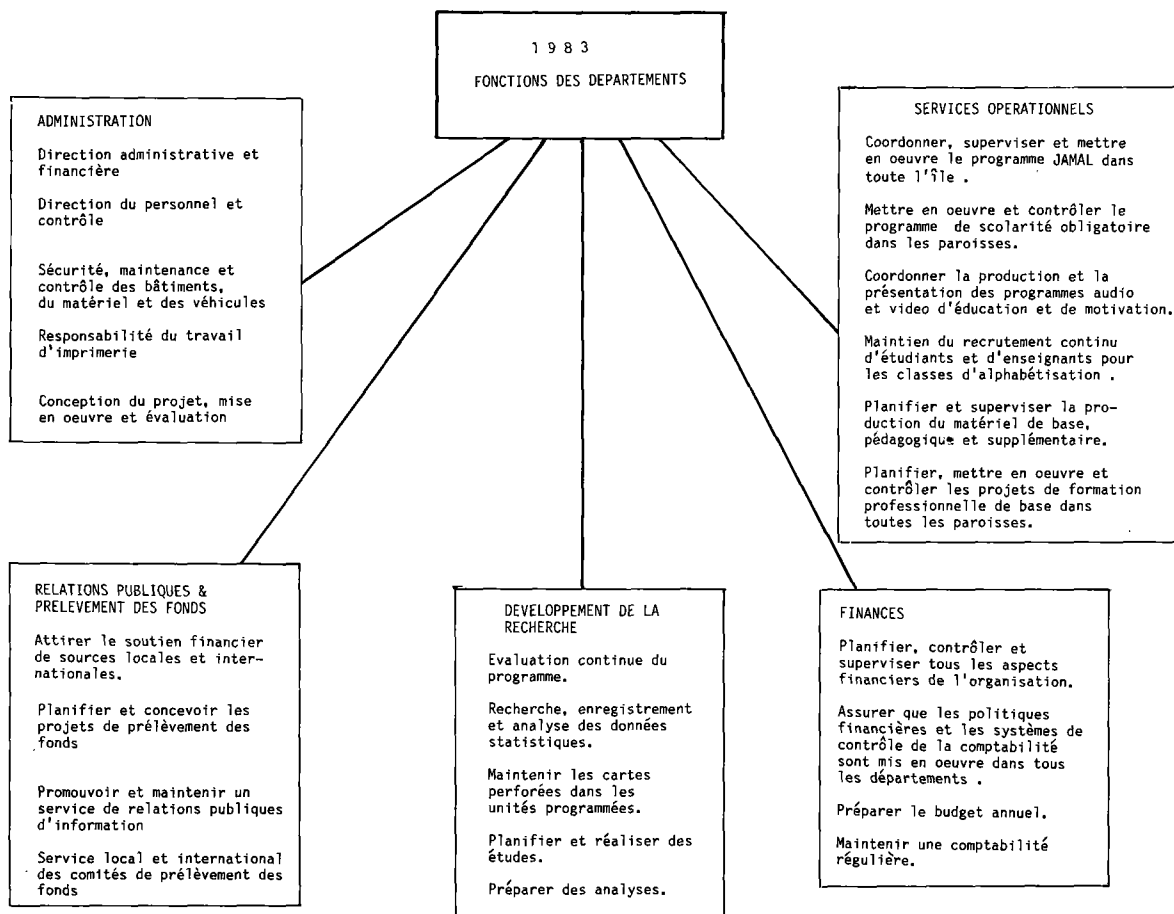 1 9 8 3
FONCTIONS DES DEPARTEMENTS
ADMINISTRATION
Direction administrative et
financière
Direction du personnel et
contrôle
Sécurité, maintenance et
contrôle des bâtiments,
du matériel et des véhicules
Responsabilité du travail
d'imprimerie
Conception du projet, mise
en oeuvre et évaluation
SERVICES OPERATIONNELS
Coordonner, superviser et mettre
en oeuvre le programme JAMAL dans
toute l'île .
Mettre en oeuvre et contrôler le
programme de scolarité obligatoire
dans les paroisses.
Coordonner la production et la
présentation des programmes audio
et video d'éducation et de motivation.
Maintien du recrutement continu
d'étudiants et d'enseignants pour
les classes d'alphabétisation .
Planifier et superviser la pro-
duction du matériel de base,
pédagogique et supplémentaire.
Planifier, mettre en oeuvre et
contrôler les projets de formation
professionnelle de base dans
toutes les paroisses.
RELATIONS PUBLIQUES &
PRELEVEMENT DES FONDS
Attirer le soutien financier
de sources locales et inter-
nationales.
Planifier et concevoir les
projets de prélèvement des
fonds
Promouvoir et maintenir un
service de relations publiques
d'information
Service local et international
des comités de prélèvement des
fonds
DEVELOPPEMENT DE LA
RECHERCHE
Evaluation continue du
programme.
Recherche, enregistrement
et analyse des données
statistiques.
Maintenir les cartes
perforées dans les
unités programmées.
Planifier et réaliser des
études.
Préparer des analyses.
FINANCES
Planifier, contrôler et
superviser tous les aspects
financiers de l'organisation.
Assurer que les politiques
financières et les systèmes de
contrôle de la comptabilité
sont mis en oeuvre dans tous
les départements .
Préparer le budget annuel.
Maintenir une comptabilité
régulière.